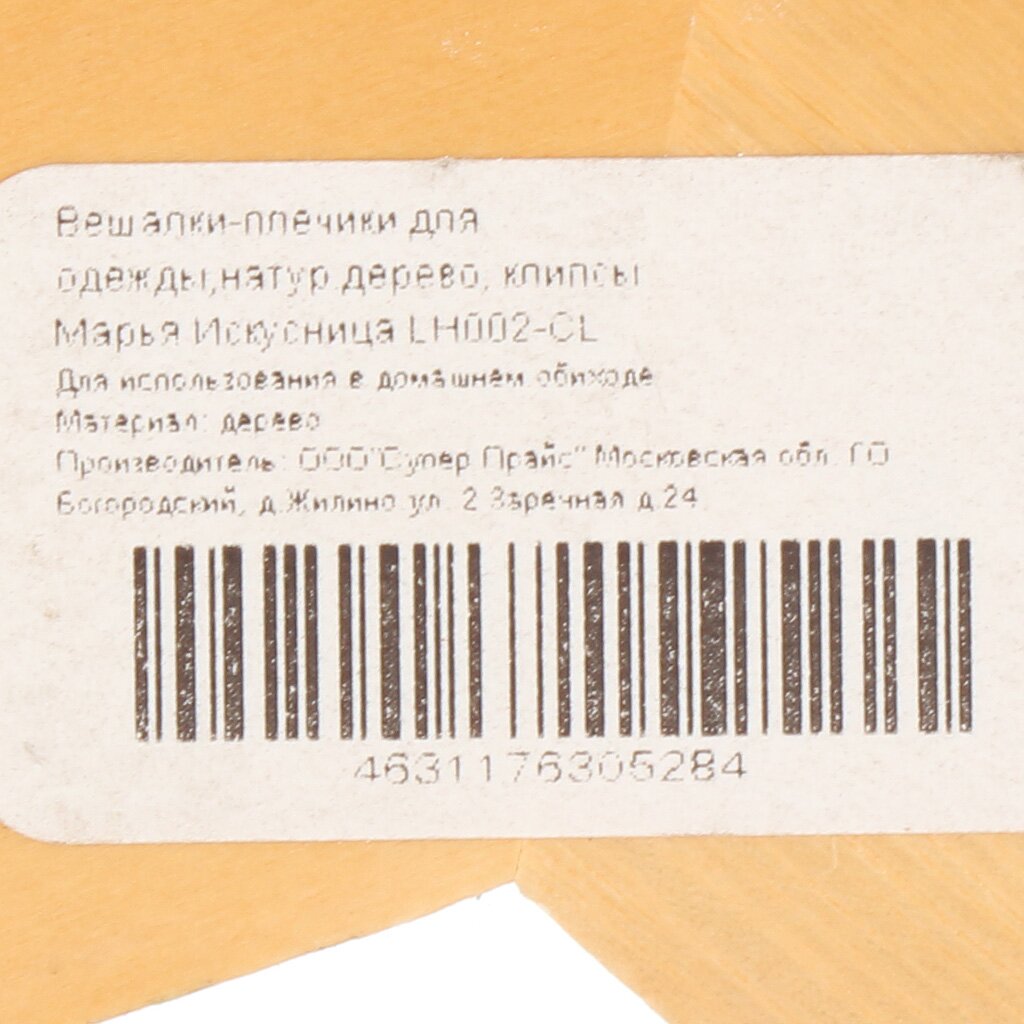 Вешалки-плечики для
одежды,натур.дерево, клипсы
Марья Искусница LH002-CL
Для использования в домашнем обиходе
Материал: дерево
Производитель: ООО"Супер Прайс" Московская обл. ГО
Богородский, д.Жилино ул. 2 Заречная д.24
4631176305284